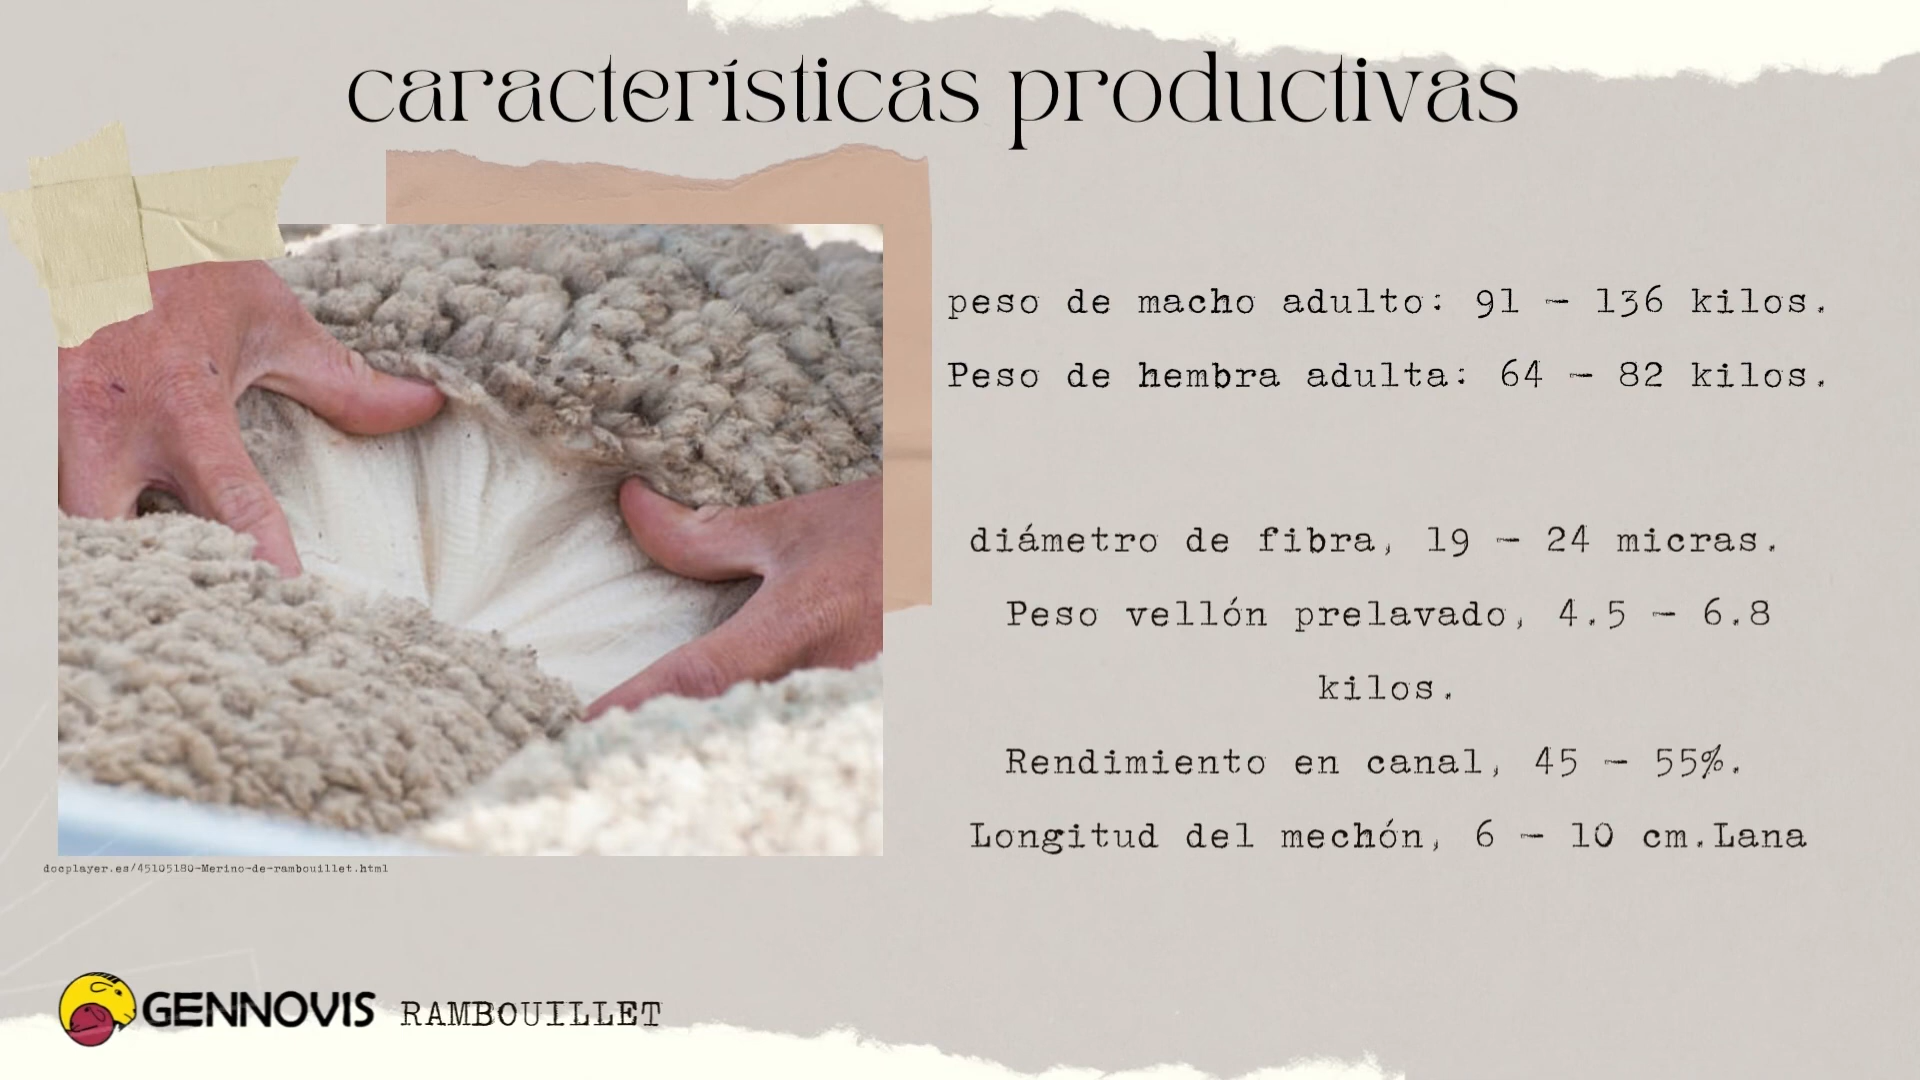 características productivas
peso de macho adulto: 91 - 136 kilos.
Peso de hembra adulta: 64 - 82 kilos.
diámetro de fibra, 19 - 24 micras.
Peso vellón prelavado, 4.5 - 6.8
kilos.
Rendimiento en canal, 45 - 55%.
Longitud del mechón, 6 - 10 cm.Lana
docplayer.es/45105180-Merino-de-rambouillet.html
GENNOVIS RAMBOUILLET